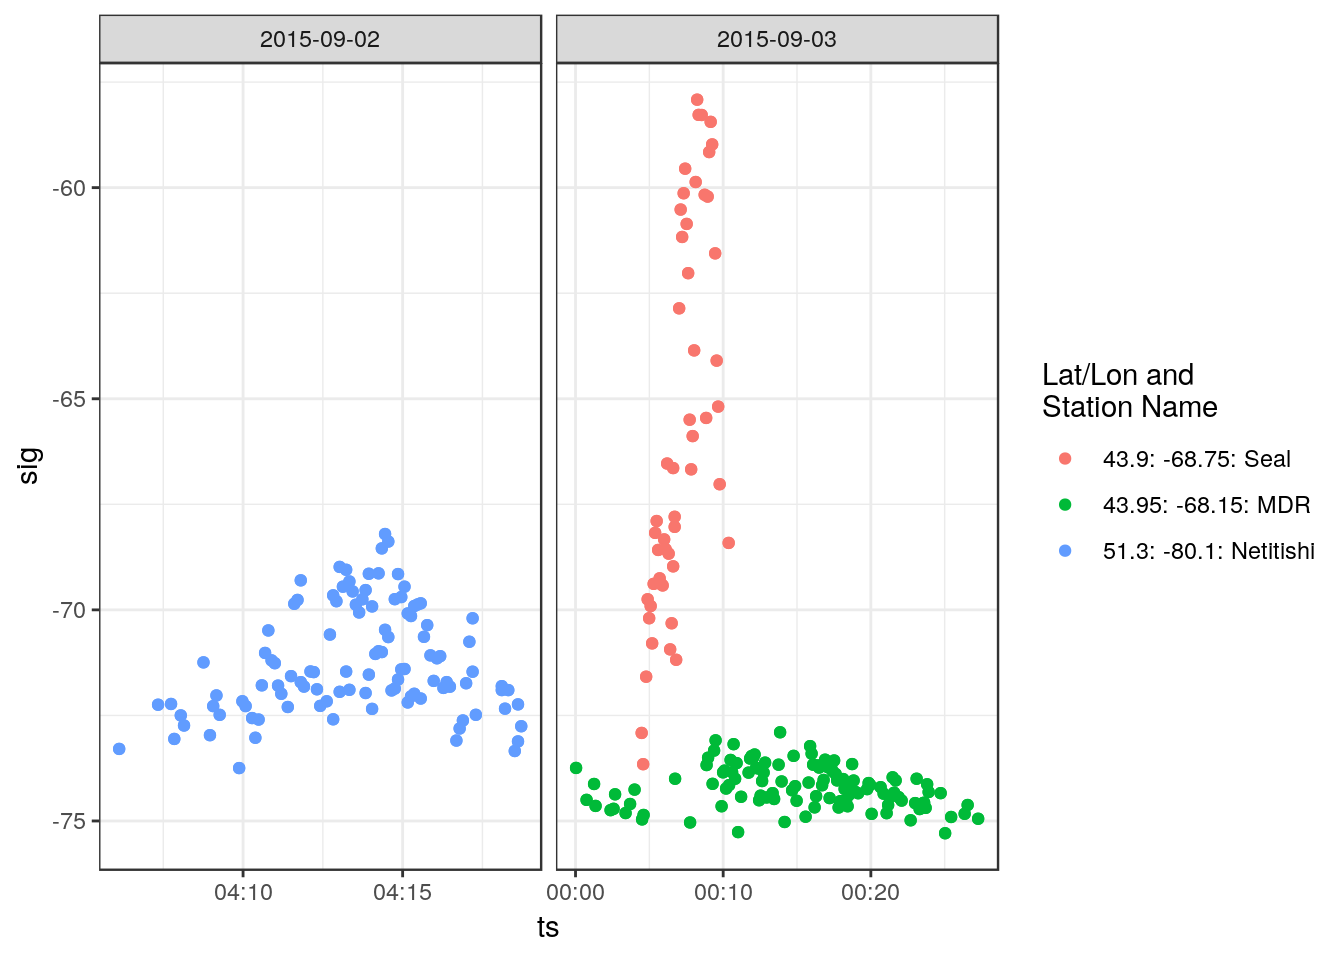 2015-09-02
2015-09-03
sig
-60
-65
-70
-75
04:10
04:15
00:00
00:10
00:20
ts
Lat/Lon and
Station Name
43.9: -68.75: Seal
43.95: -68.15: MDR
51.3: -80.1: Netitishi